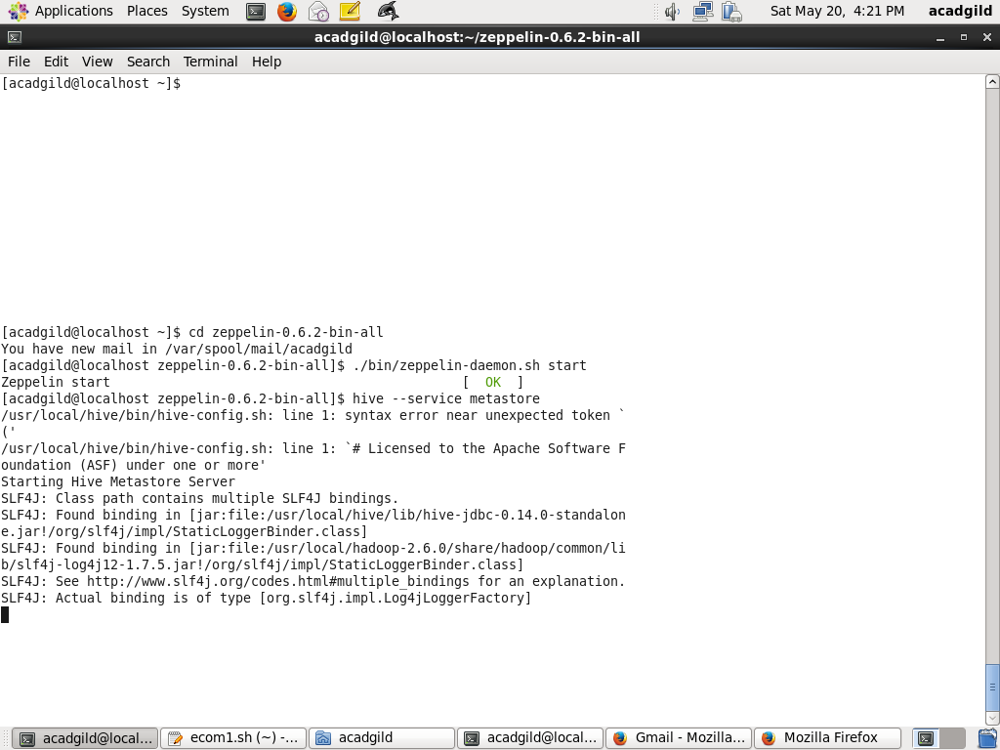 Applications Places System Sat May 20, 4:21 PM acadgild
acadgild@localhost:~/zeppelin-0.6.2-bin-all
File Edit View Search Terminal Help
[acadgild@localhost ~]$
[acadgild@localhost ~]$ cd zeppelin-0.6.2-bin-all
You have new mail in /var/spool/mail/acadgild
[acadgild@localhost zeppelin-0.6.2-bin-all]$ ./bin/zeppelin-daemon.sh start
Zeppelin start [ OK ]
[acadgild@localhost zeppelin-0.6.2-bin-all]$ hive --service metastore
/usr/local/hive/bin/hive-config.sh: line 1: syntax error near unexpected token `
('
/usr/local/hive/bin/hive-config.sh: line 1: `# Licensed to the Apache Software F
oundation (ASF) under one or more'
Starting Hive Metastore Server
SLF4J: Class path contains multiple SLF4J bindings.
SLF4J: Found binding in [jar:file:/usr/local/hive/lib/hive-jdbc-0.14.0-standalon
e.jar!/org/slf4j/impl/StaticLoggerBinder.class]
SLF4J: Found binding in [jar:file:/usr/local/hadoop-2.6.0/share/hadoop/common/li
b/slf4j-log4j12-1.7.5.jar!/org/slf4j/impl/StaticLoggerBinder.class]
SLF4J: See http://www.slf4j.org/codes.html#multiple_bindings for an explanation.
SLF4J: Actual binding is of type [org.slf4j.impl.Log4jLoggerFactory]
acadgild@local... ecom1.sh (~) -... acadgild acadgild@local... Gmail - Mozilla... Mozilla Firefox